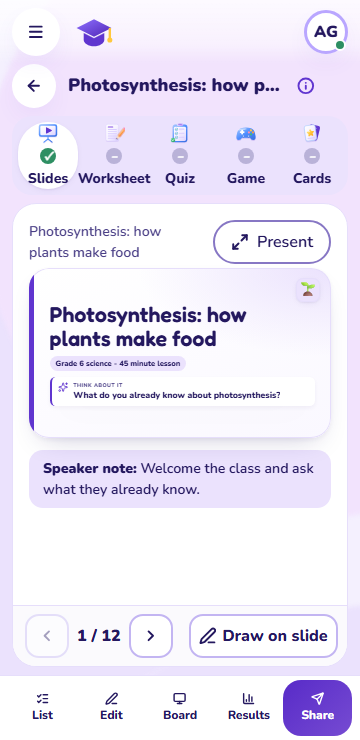 AG
Photosynthesis: how p...
Slides
Worksheet
Quiz
Game
Cards
Photosynthesis: how
plants make food
Present
Photosynthesis: how
plants make food
Grade 6 science - 45 minute lesson
THINK ABOUT IT
What do you already know about photosynthesis?
Speaker note: Welcome the class and ask
what they already know.
1 / 12
Draw on slide
List
Edit
Board
Results
Share